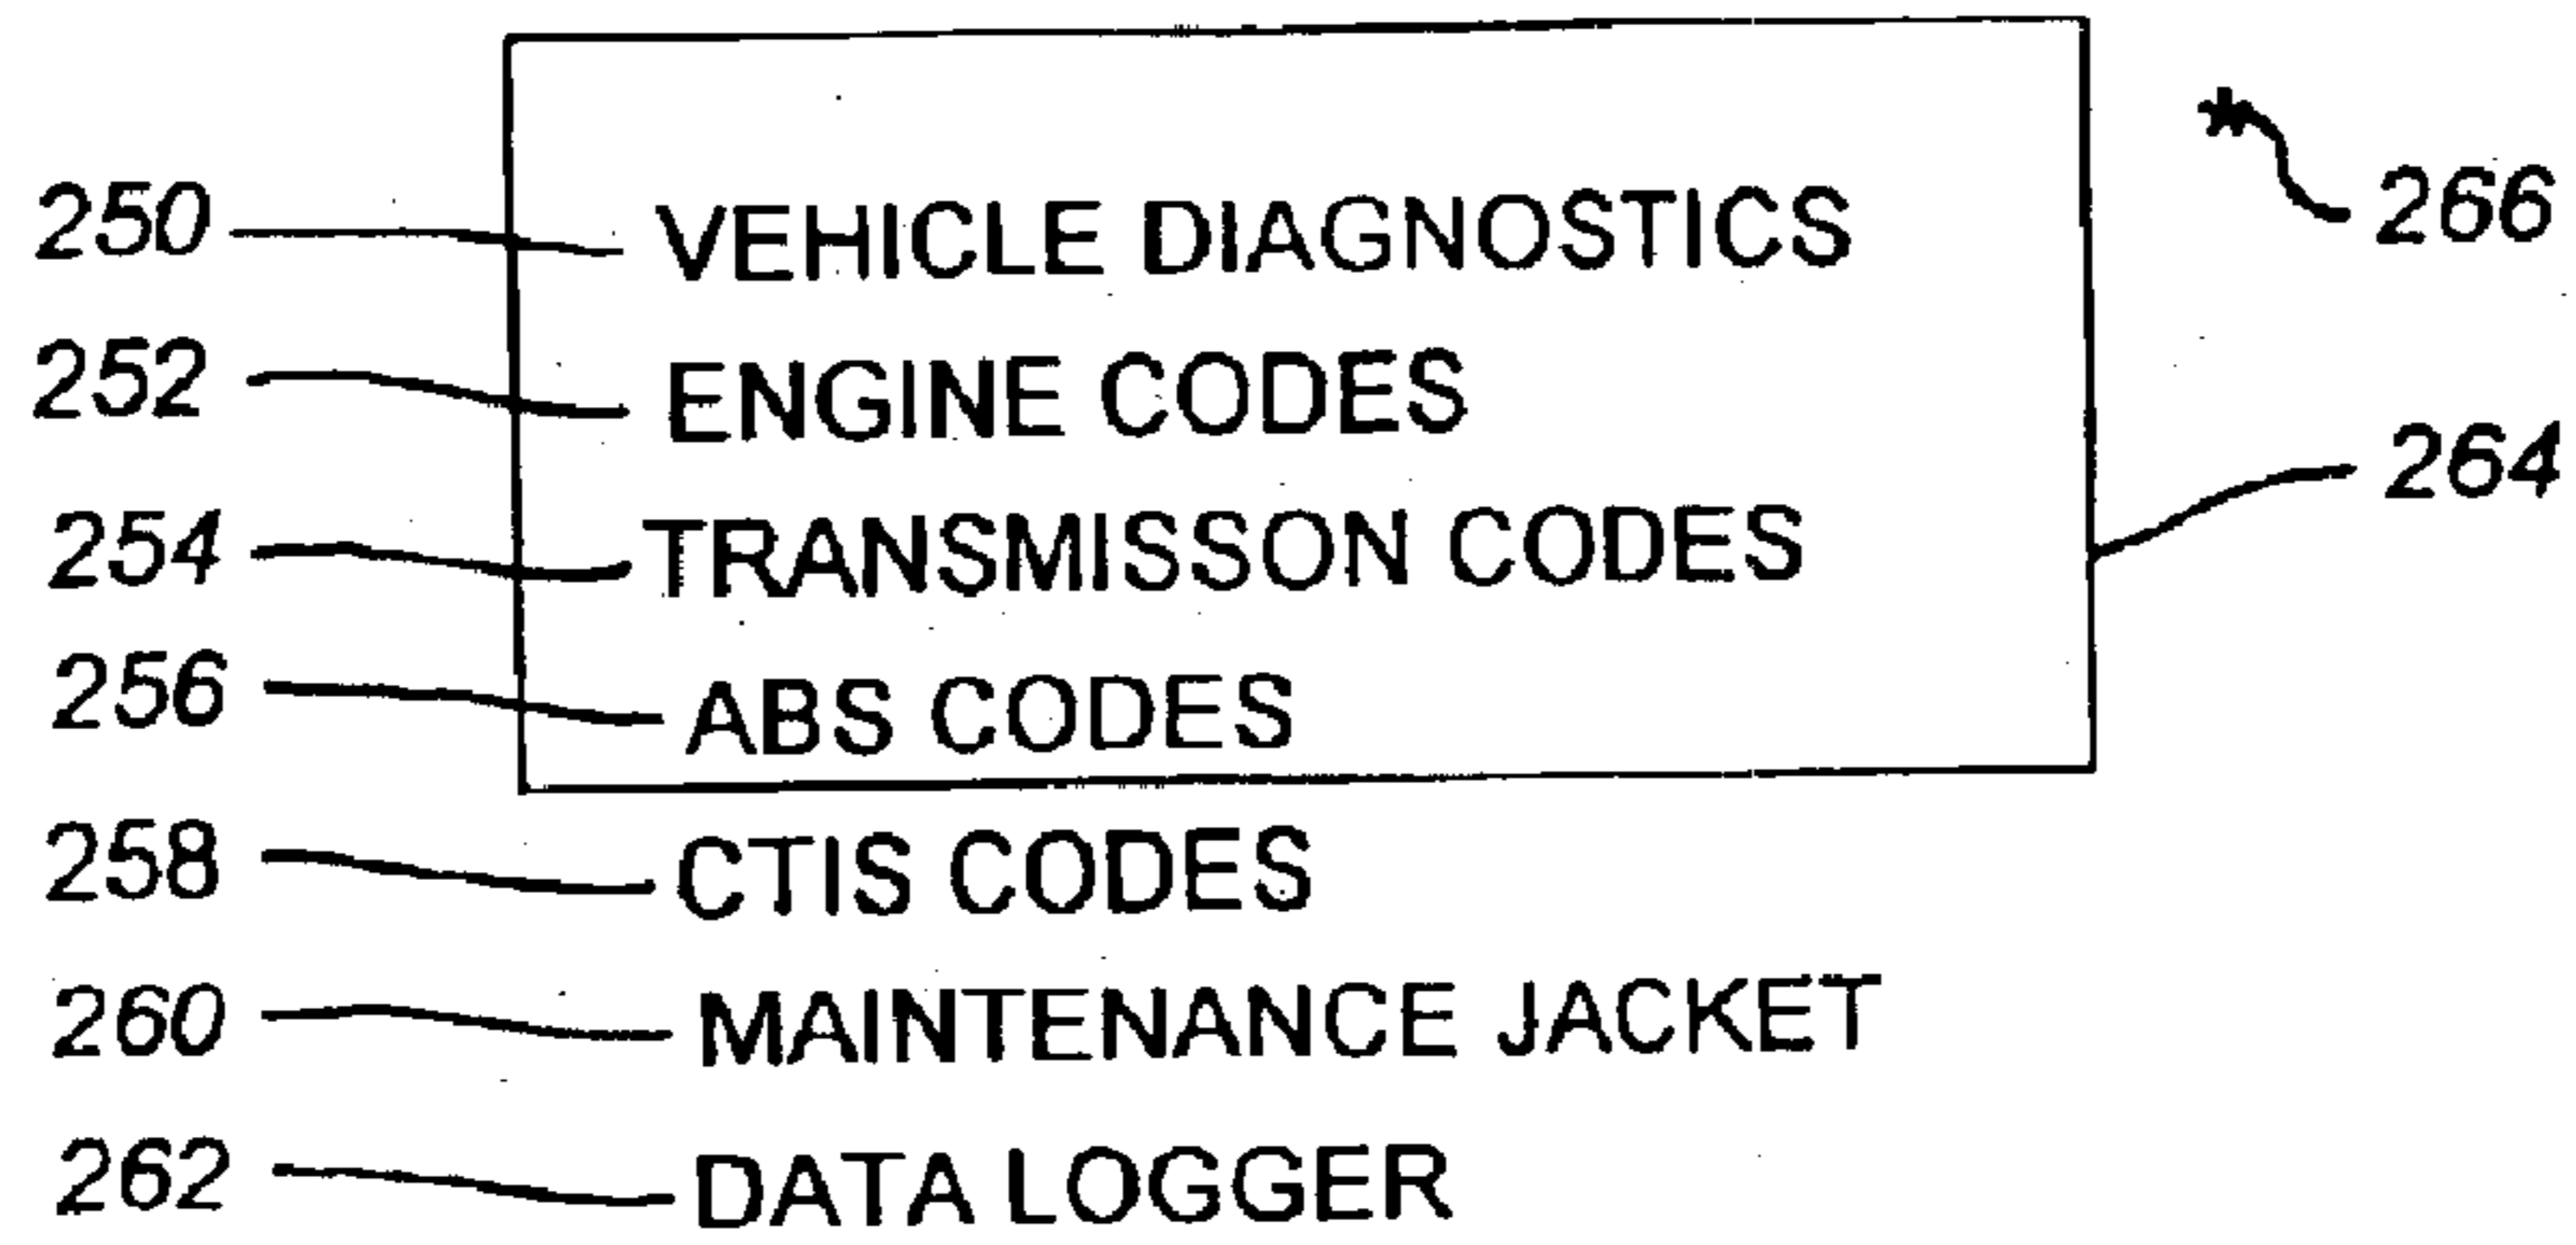 *
250 VEHICLE DIAGNOSTICS 266
252 ENGINE CODES
264
254 TRANSMISSON CODES
256 ABS CODES
258 CTIS CODES
260 MAINTENANCE JACKET
262 DATA LOGGER